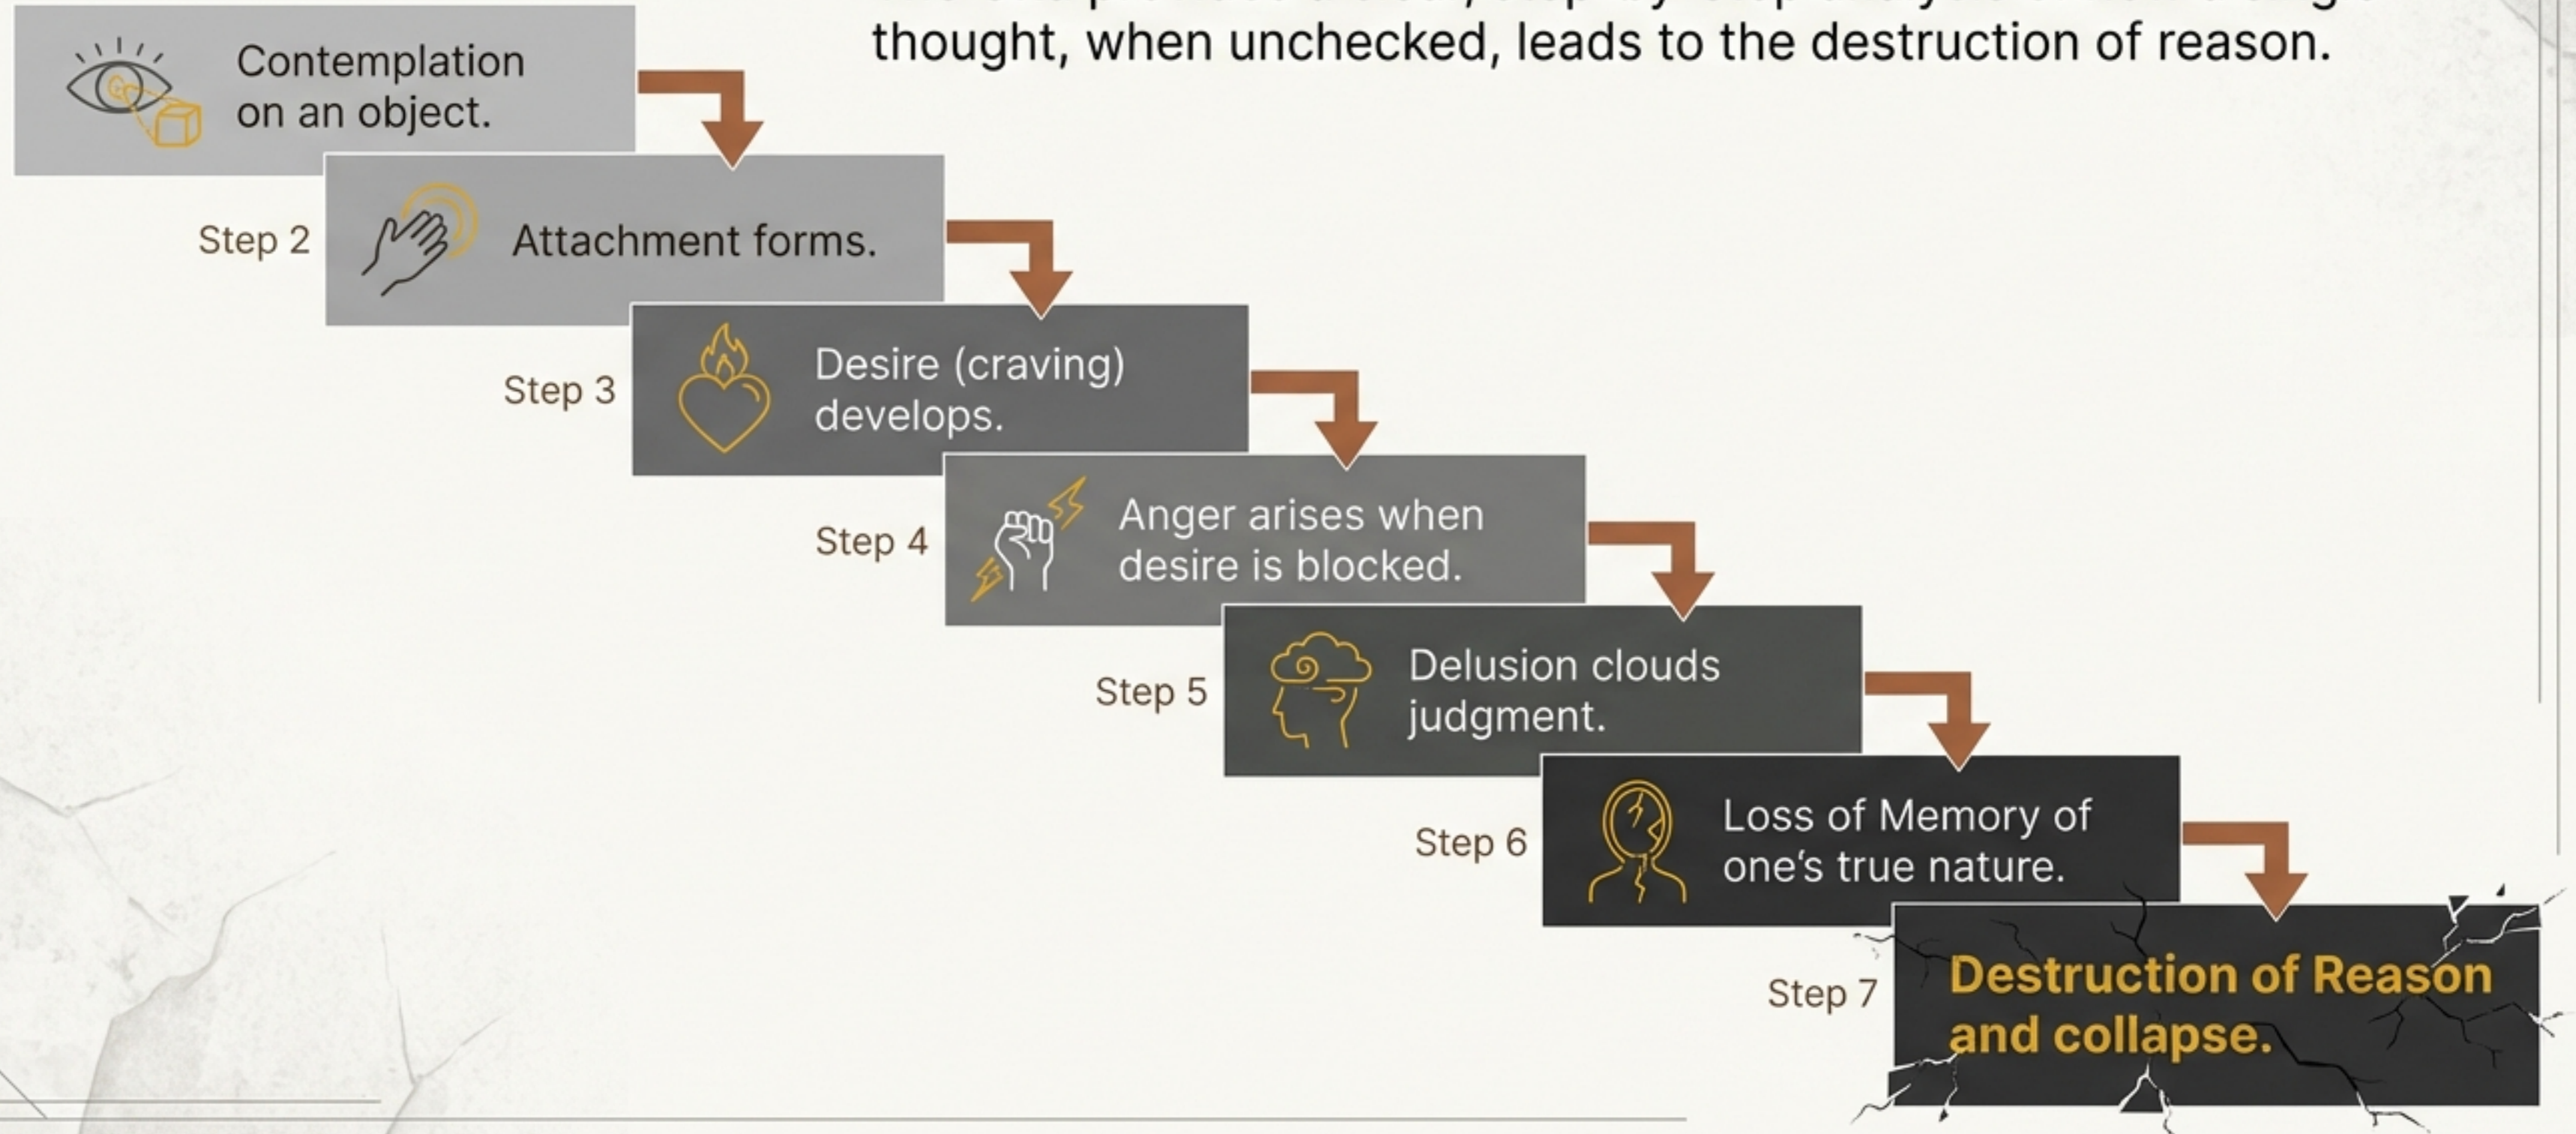 thought, when unchecked, leads to the destruction of reason.
Contemplation
on an object.
Step 2
Attachment forms.
Step 3
Desire (craving)
develops.
Step 4
Anger arises when
desire is blocked.
Step 5
Delusion clouds
judgment.
Step 6
Loss of Memory of
one's true nature.
Step 7
Destruction of Reason
and collapse.